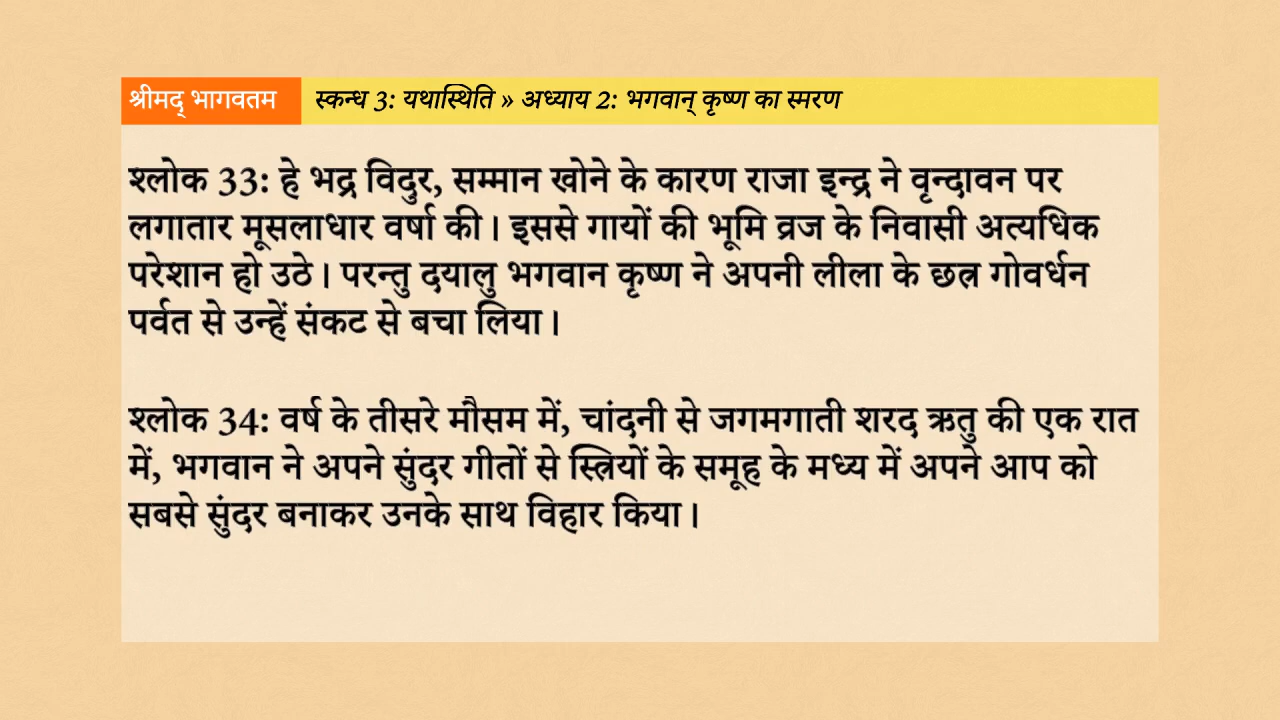 श्रीमद् भागवतम स्कन्ध 3: यथास्थिति » अध्याय 2: भगवान् कृष्ण का स्मरण
श्लोक 33: हे भद्र विदुर, सम्मान खोने के कारण राजा इन्द्र ने वृन्दावन पर
लगातार मूसलाधार वर्षा की। इससे गायों की भूमि व्रज के निवासी अत्यधिक
परेशान हो उठे। परन्तु दयालु भगवान कृष्ण ने अपनी लीला के छत्र गोवर्धन
पर्वत से उन्हें संकट से बचा लिया।
श्लोक 34: वर्ष के तीसरे मौसम में, चांदनी से जगमगाती शरद ऋतु की एक रात
में, भगवान ने अपने सुंदर गीतों से स्त्रियों के समूह के मध्य में अपने आप को
सबसे सुंदर बनाकर उनके साथ विहार किया।